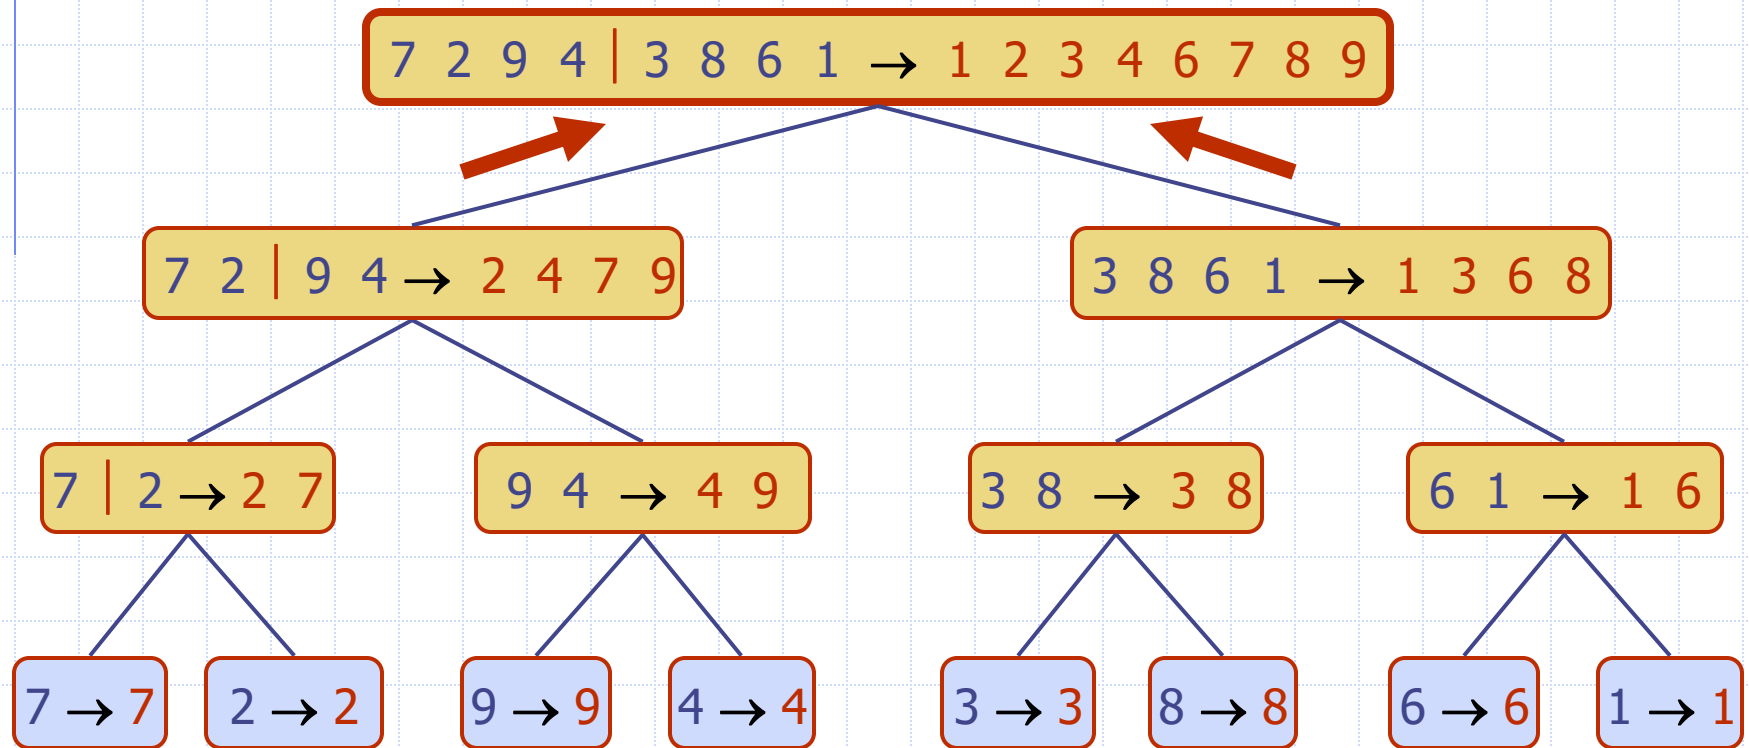 7 2 9 4 | 3 8 6 1 → 1 2 3 4 6 7 8 9
7 2 | 9 4 → 2 4 7 9
3 8 6 1 → 1 3 6 8
7 | 2 → 2 7
9 4 → 4 9
3 8 → 3 8
6 1 → 1 6
7 → 7
2 → 2
9 → 9
4 → 4
3 → 3
8 → 8
6 → 6
1 → 1